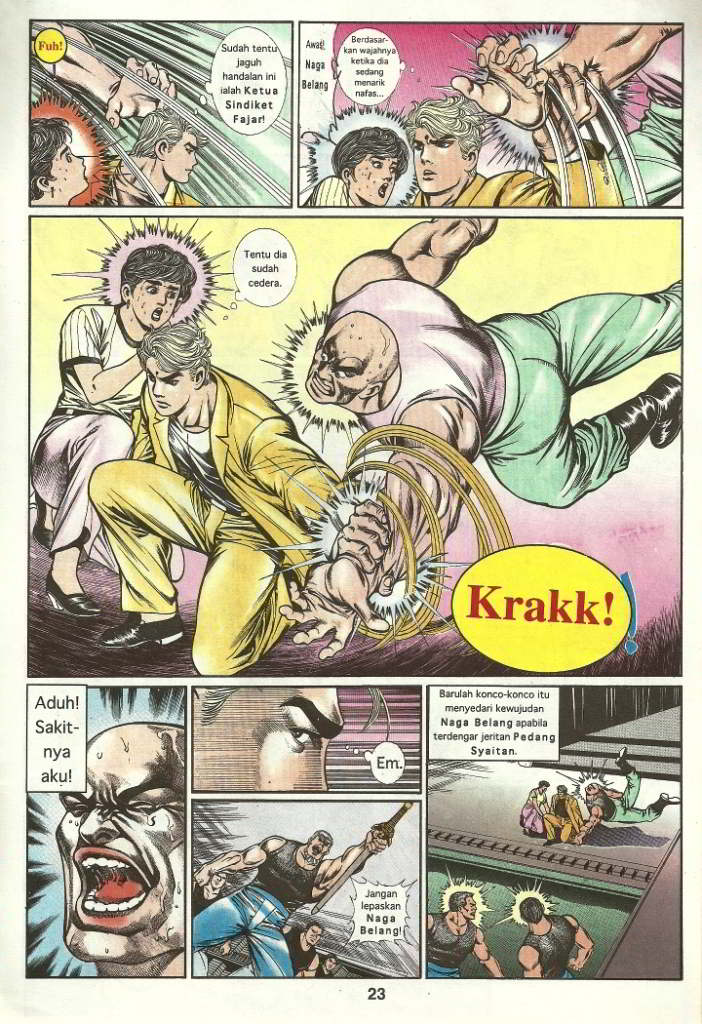 Fuh!
Sudah tentu
jaguh
handalan ini
ialah Ketua
Sindiket
Fajar!
Awas!
Naga
Belang
Berdasar-
kan wajahnya
ketika dia
sedang
menarik
nafas...
Tentu dia
sudah
cedera.
Krakk!
Aduh!
Sakit-
nya
aku!
Em.
Jangan
lepaskan
Naga
Belang!
Barulah konco-konco itu
menyedari kewujudan
Naga Belang apabila
terdengar jeritan Pedang
Syaitan.
23